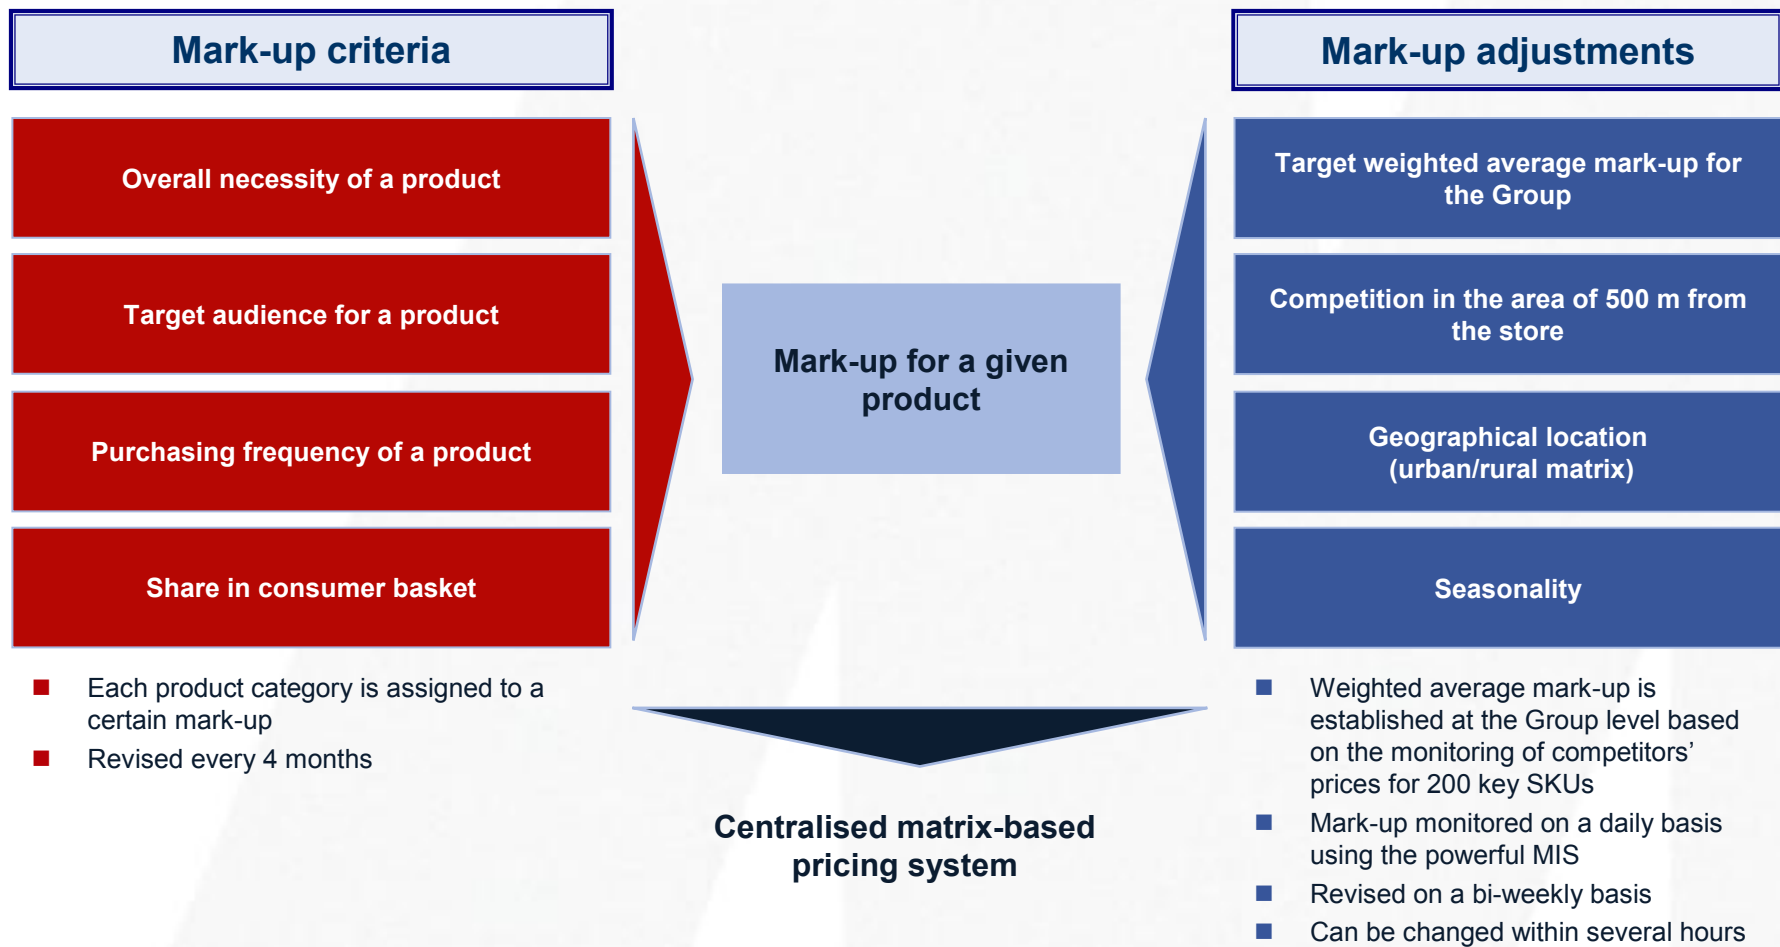 Mark-up criteria
Overall necessity of a product
Target audience for a product
Purchasing frequency of a product
Share in consumer basket
Each product category is assigned to a
certain mark-up
Revised every 4 months
Mark-up for a given
product
Centralised matrix-based
pricing system
Mark-up adjustments
Target weighted average mark-up for
the Group
Competition in the area of 500 m from
the store
Geographical location
(urban/rural matrix)
Seasonality
Weighted average mark-up is
established at the Group level based
on the monitoring of competitors’
prices for 200 key SKUs
Mark-up monitored on a daily basis
using the powerful MIS
Revised on a bi-weekly basis
Can be changed within several hours